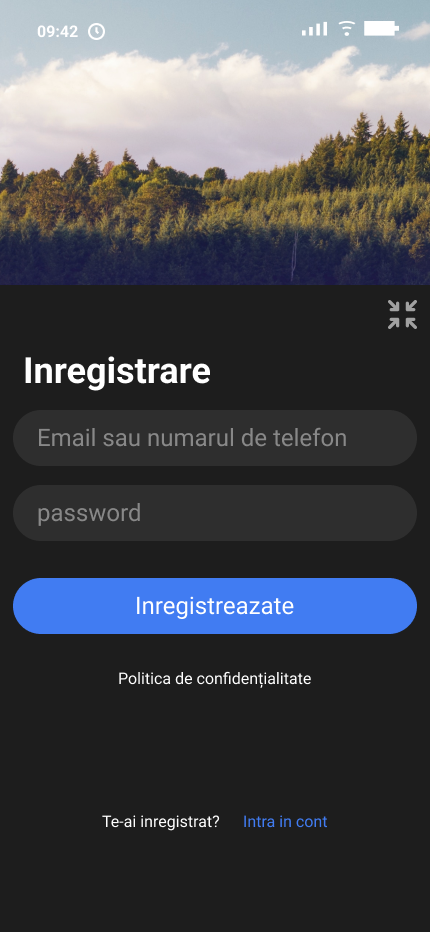 09:42
Inregistrare
Email sau numarul de telefon
password
Inregistreazate
Politica de confidențialitate
Te-ai inregistrat? Intra in cont